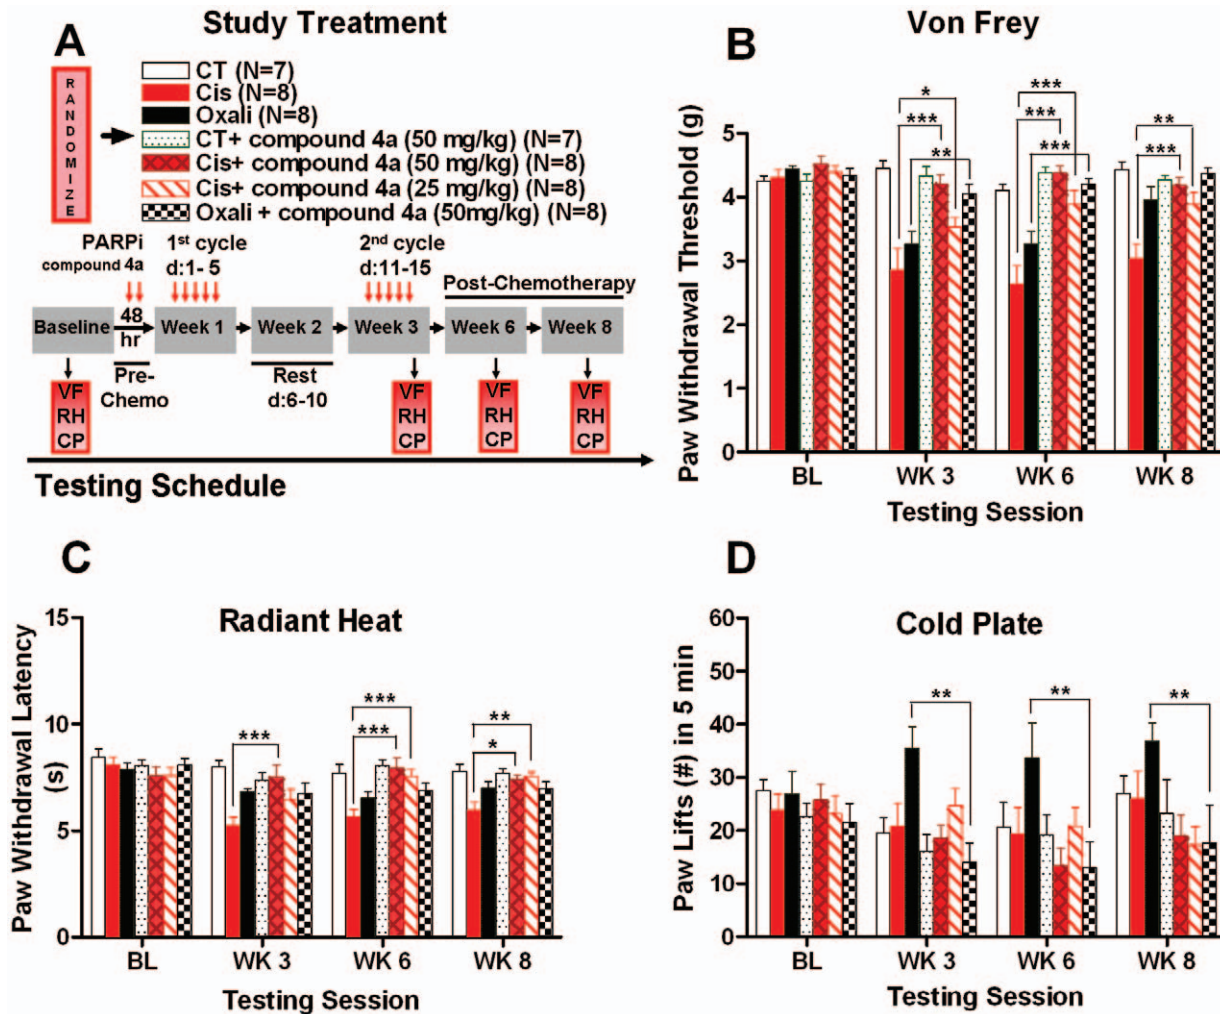 A
Study Treatment
RANDOMIZE
CT (N=7)
Cis (N=8)
Oxali (N=8)
CT+ compound 4a (50 mg/kg) (N=7)
Cis+ compound 4a (50 mg/kg) (N=8)
Cis+ compound 4a (25 mg/kg) (N=8)
Oxali + compound 4a (50mg/kg) (N=8)
PARPi
compound 4a
1st cycle
d:1- 5
2nd cycle
d:11-15
Post-Chemotherapy
Baseline
48
hr
Week 1
Week 2
Week 3
Week 6
Week 8
Pre-
Chemo
Rest
d:6-10
VF
RH
CP
VF
RH
CP
VF
RH
CP
VF
RH
CP
Testing Schedule
B
Von Frey
Paw Withdrawal Threshold (g)
5
4
3
2
1
0
*
***
**
***
***
***
**
***
BL
WK 3
WK 6
WK 8
Testing Session
C
Radiant Heat
Paw Withdrawal Latency
(s)
15
10
5
0
***
***
***
**
*
BL
WK 3
WK 6
WK 8
Testing Session
D
Cold Plate
Paw Lifts (#) in 5 min
60
50
40
30
20
10
0
**
**
**
BL
WK 3
WK 6
WK 8
Testing Session